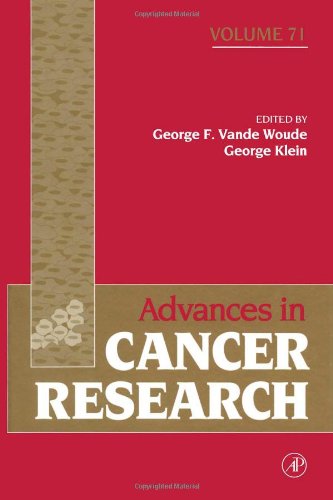 VOLUME 71
EDITED BY
George F. Vande Woude
George Klein
Advances in
CANCER
RESEARCH
AP